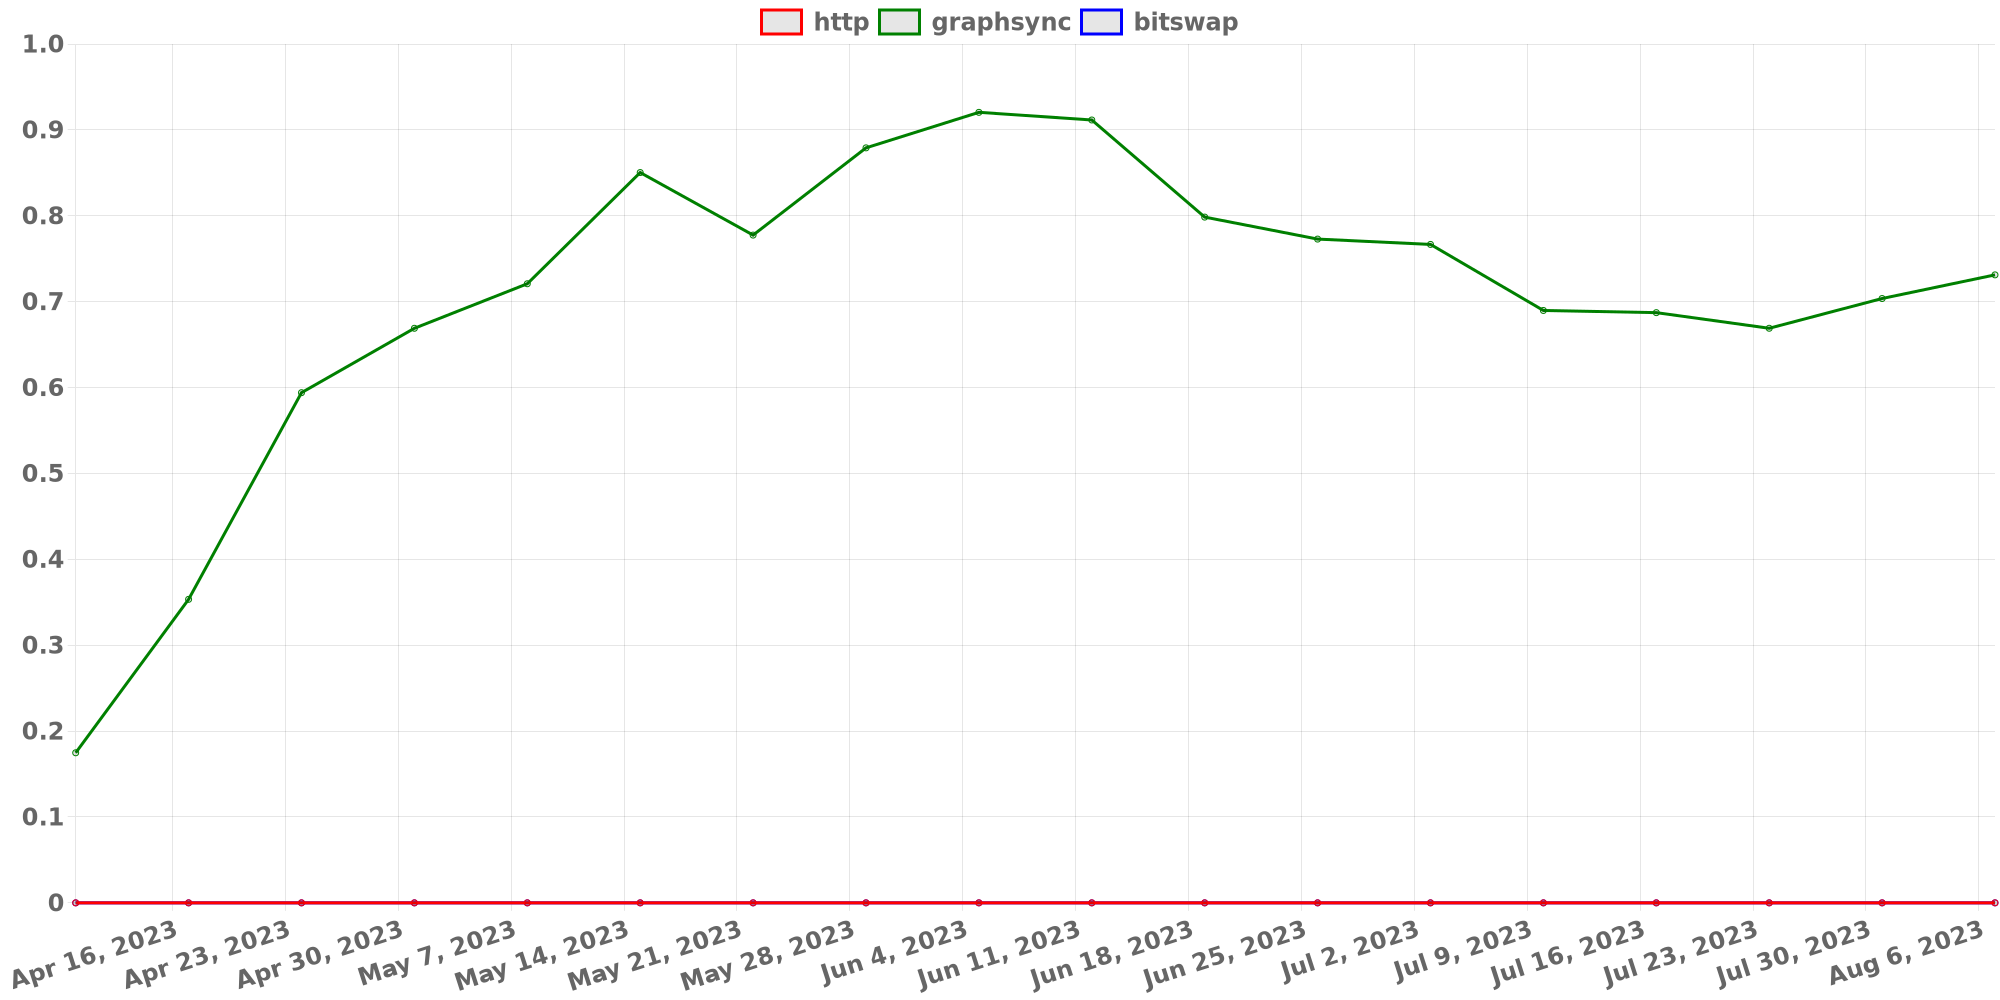 http graphsync bitswap
1.0
0.9
0.8
0.7
0.6
0.5
0.4
0.3
0.2
0.1
0
Apr 16, 2023
Apr 23, 2023
Apr 30, 2023
May 7, 2023
May 14, 2023
May 21, 2023
May 28, 2023
Jun 4, 2023
Jun 11, 2023
Jun 18, 2023
Jun 25, 2023
Jul 2, 2023
Jul 9, 2023
Jul 16, 2023
Jul 23, 2023
Jul 30, 2023
Aug 6, 2023